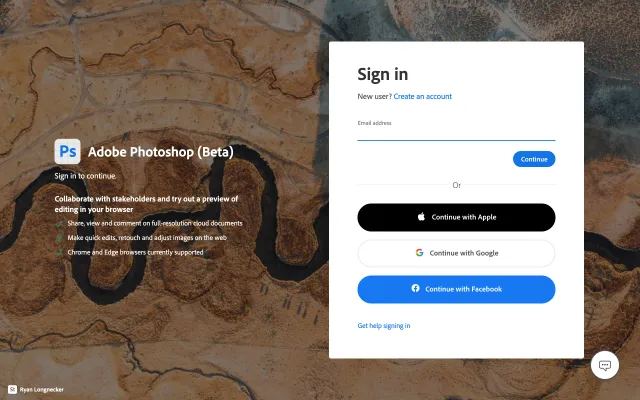 Ps
Adobe Photoshop (Beta)
Sign in to continue.
Collaborate with stakeholders and try out a preview of
editing in your browser
Share, view and comment on full-resolution cloud documents
Make quick edits, retouch and adjust images on the web
Chrome and Edge browsers currently supported
Sign in
New user? Create an account
Email address
Continue
Or
Continue with Apple
Continue with Google
Continue with Facebook
Get help signing in
St
Ryan Longnecker